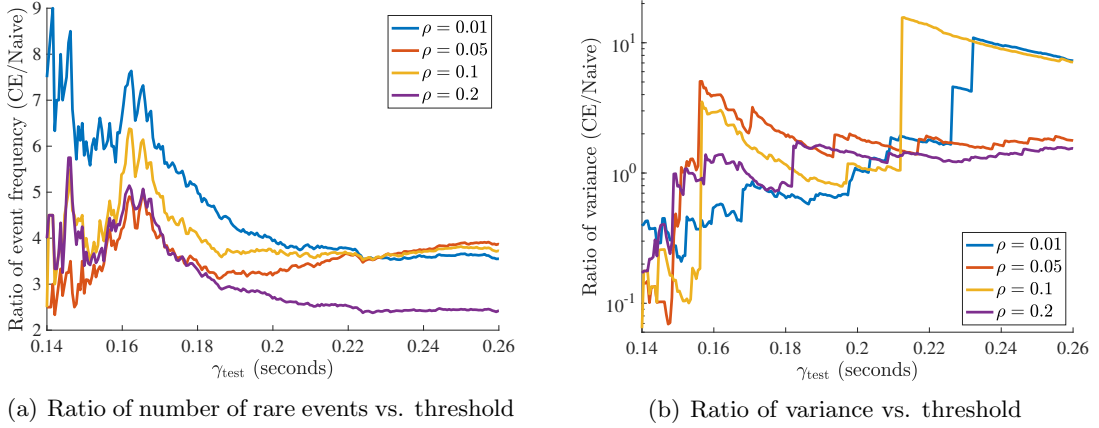 Ratio of event frequency (CE/Naive)
9
8
7
6
5
4
3
2
0.14
0.16
0.18
0.2
0.22
0.24
0.26
γtest (seconds)
ρ = 0.01
ρ = 0.05
ρ = 0.1
ρ = 0.2
(a) Ratio of number of rare events vs. threshold
Ratio of variance (CE/Naive)
10^1
10^0
10^-1
0.14
0.16
0.18
0.2
0.22
0.24
0.26
γtest (seconds)
ρ = 0.01
ρ = 0.05
ρ = 0.1
ρ = 0.2
(b) Ratio of variance vs. threshold